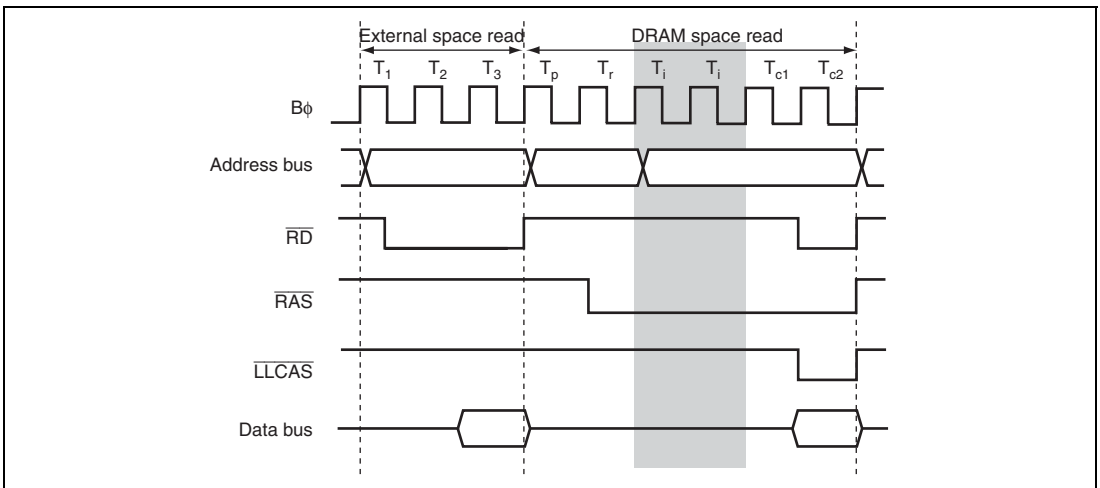 External space read DRAM space read
T1 T2 T3 Tp Tr Ti Ti Tc1 Tc2
Bϕ
Address bus
RD
RAS
LLCAS
Data bus